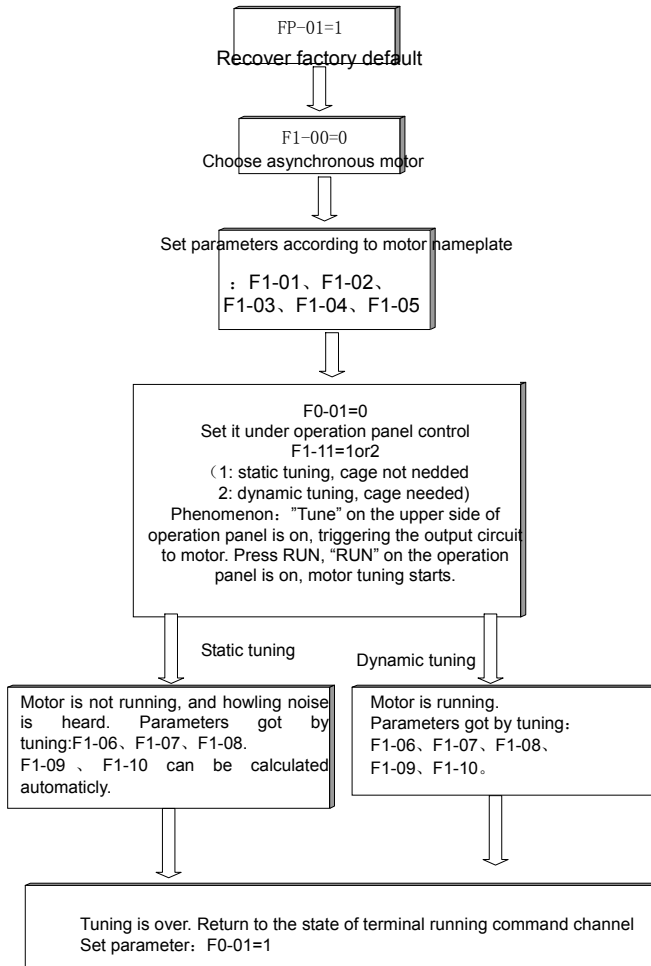 FP-01=1
Recover factory default
F1-00=0
Choose asynchronous motor
Set parameters according to motor nameplate
：F1-01、F1-02、
F1-03、F1-04、F1-05
F0-01=0
Set it under operation panel control
F1-11=1or2
（1: static tuning, cage not nedded
2: dynamic tuning, cage needed)
Phenomenon：”Tune” on the upper side of
operation panel is on, triggering the output circuit
to motor. Press RUN, “RUN” on the operation
panel is on, motor tuning starts.
Static tuning
Dynamic tuning
Motor is not running, and howling noise
is heard. Parameters got by
tuning:F1-06、F1-07、F1-08.
F1-09 、 F1-10 can be calculated
automaticly.
Motor is running.
Parameters got by tuning：
F1-06、F1-07、F1-08、
F1-09、F1-10。
Tuning is over. Return to the state of terminal running command channel
Set parameter：F0-01=1